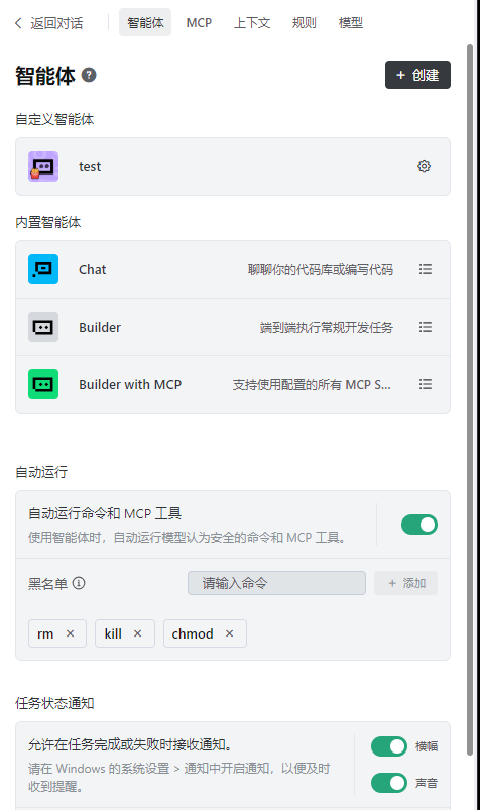 返回对话 智能体 MCP 上下文 规则 模型
智能体 ? + 创建
自定义智能体
test
内置智能体
Chat 聊聊你的代码库或编写代码
Builder 端到端执行常规开发任务
Builder with MCP 支持使用配置的所有 MCP S...
自动运行
自动运行命令和 MCP 工具
使用智能体时，自动运行模型认为安全的命令和 MCP 工具。
黑名单 请输入命令 + 添加
rm × kill × chmod ×
任务状态通知
允许在任务完成或失败时接收通知。 横幅
请在 Windows 的系统设置 > 通知中开启通知，以便及时
收到提醒。 声音